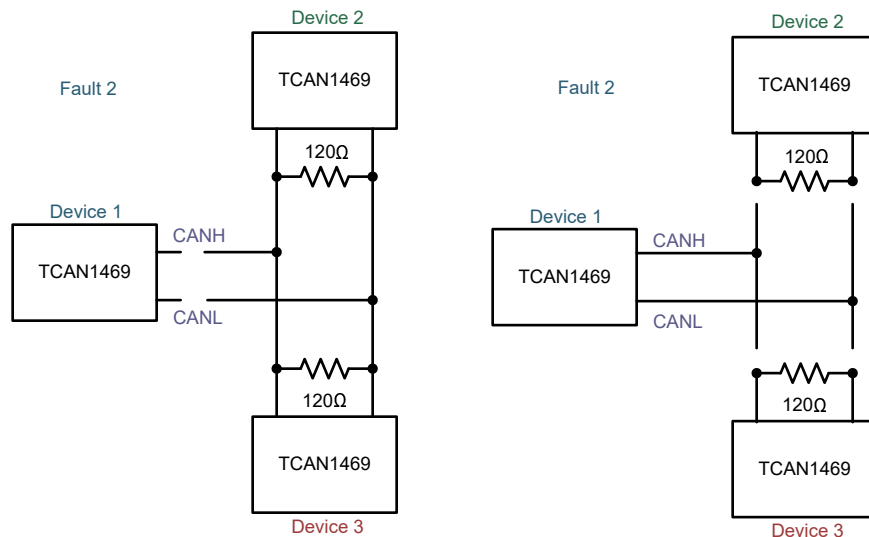 Device 2
TCAN1469
Fault 2
120Ω
Device 1
CANH
TCAN1469
CANL
120Ω
TCAN1469
Device 3
Device 2
TCAN1469
Fault 2
120Ω
Device 1
CANH
TCAN1469
CANL
120Ω
TCAN1469
Device 3